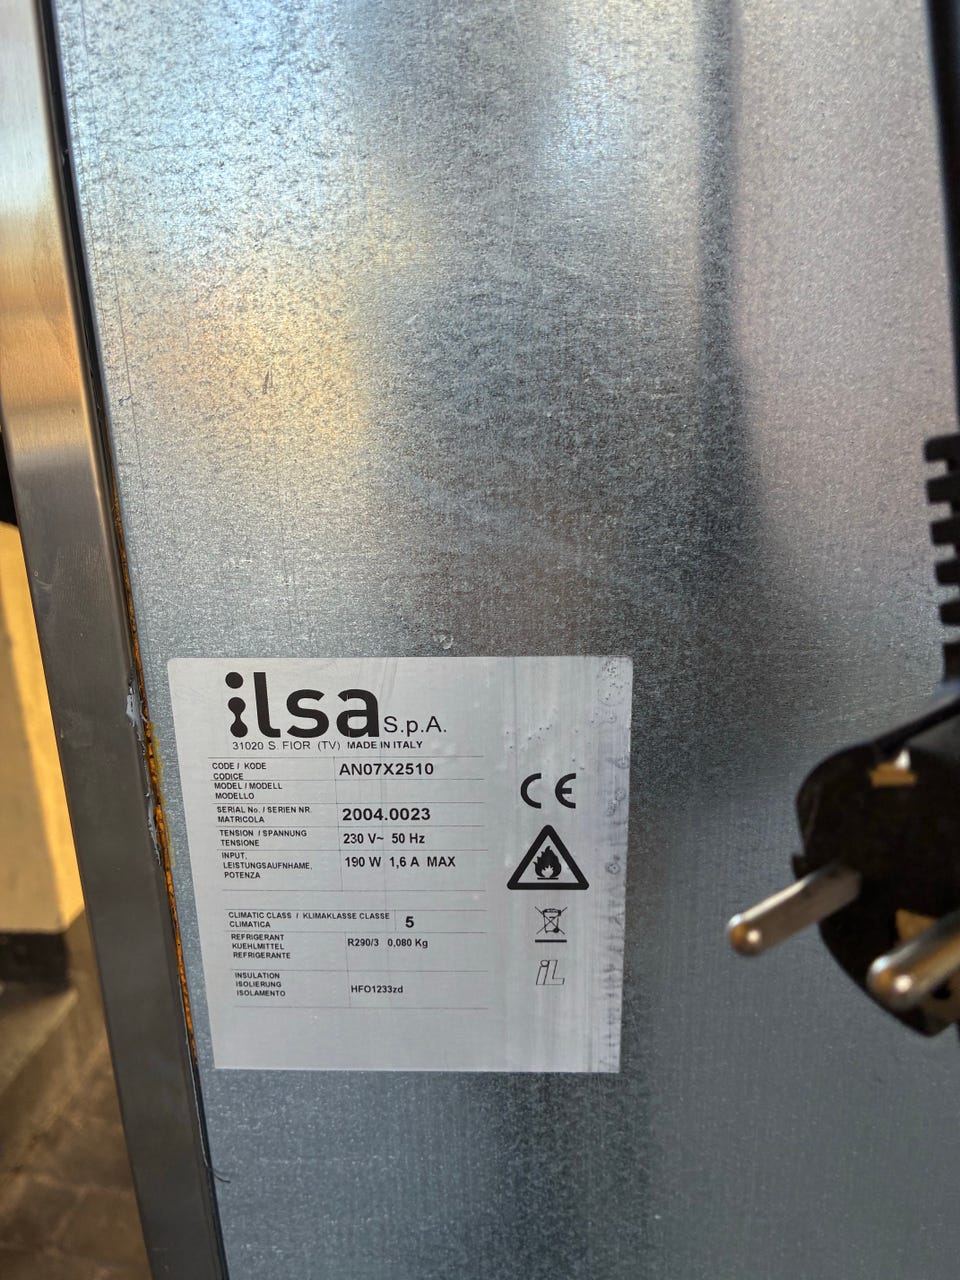 ilsa S.p.A.
31020 S. FIOR (TV) MADE IN ITALY
CODE / KODE
CODICE
MODEL / MODELL
MODELLO
AN07X2510
SERIAL No. / SERIEN NR.
MATRICOLA
2004.0023
TENSION / SPANNUNG
TENSIONE
230 V~ 50 Hz
INPUT,
LEISTUNGSAUFNHAME,
POTENZA
190 W 1,6 A MAX
CLIMATIC CLASS / KLIMAKLASSE CLASSE
CLIMATICA
5
REFRIGERANT
KUEHLMITTEL
REFRIGERANTE
R290/3 0,080 Kg
INSULATION
ISOLIERUNG
ISOLAMENTO
HFO1233zd
CE
iL